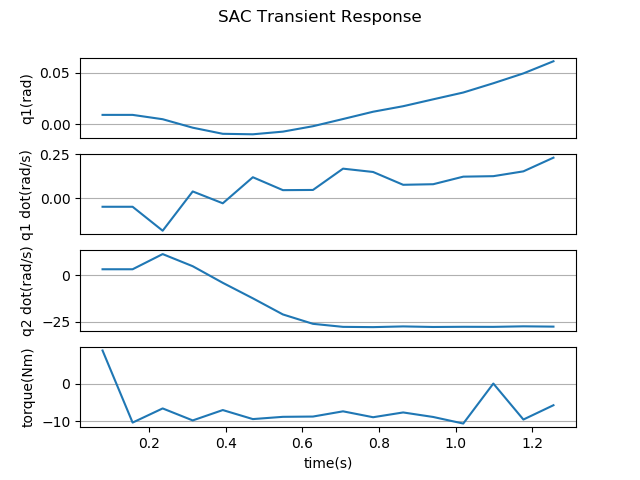 SAC Transient Response
q1(rad)
0.05
0.00
q1 dot(rad/s)
0.25
0.00
q2 dot(rad/s)
0
−25
torque(Nm)
0
−10
0.2 0.4 0.6 0.8 1.0 1.2
time(s)